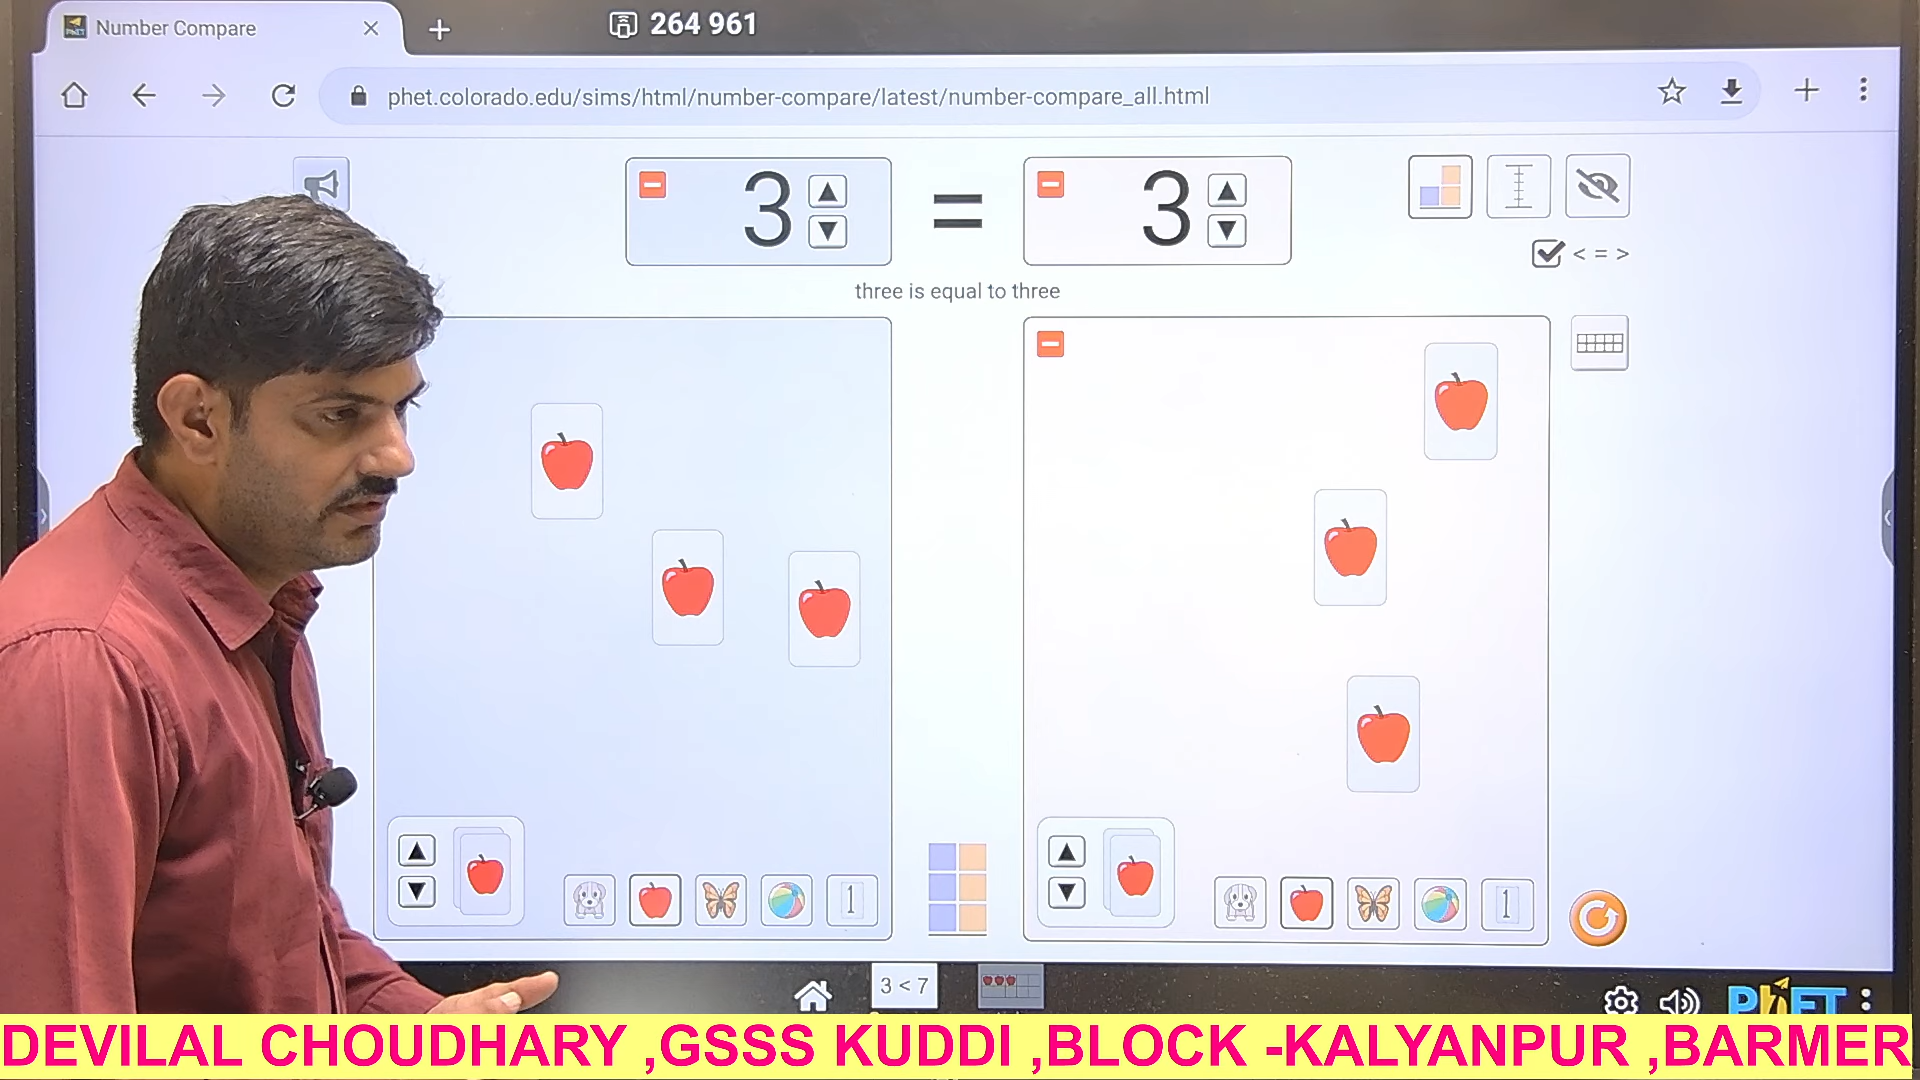 Number Compare
264 961
phet.colorado.edu/sims/html/number-compare/latest/number-compare_all.html
3 = 3
< = >
three is equal to three
1
1
3 < 7
PhET
DEVILAL CHOUDHARY ,GSSS KUDDI ,BLOCK -KALYANPUR ,BARMER